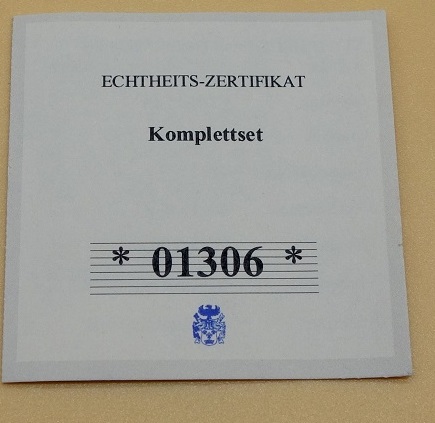 ECHTHEITS-ZERTIFIKAT
Komplettset
* 01306 *